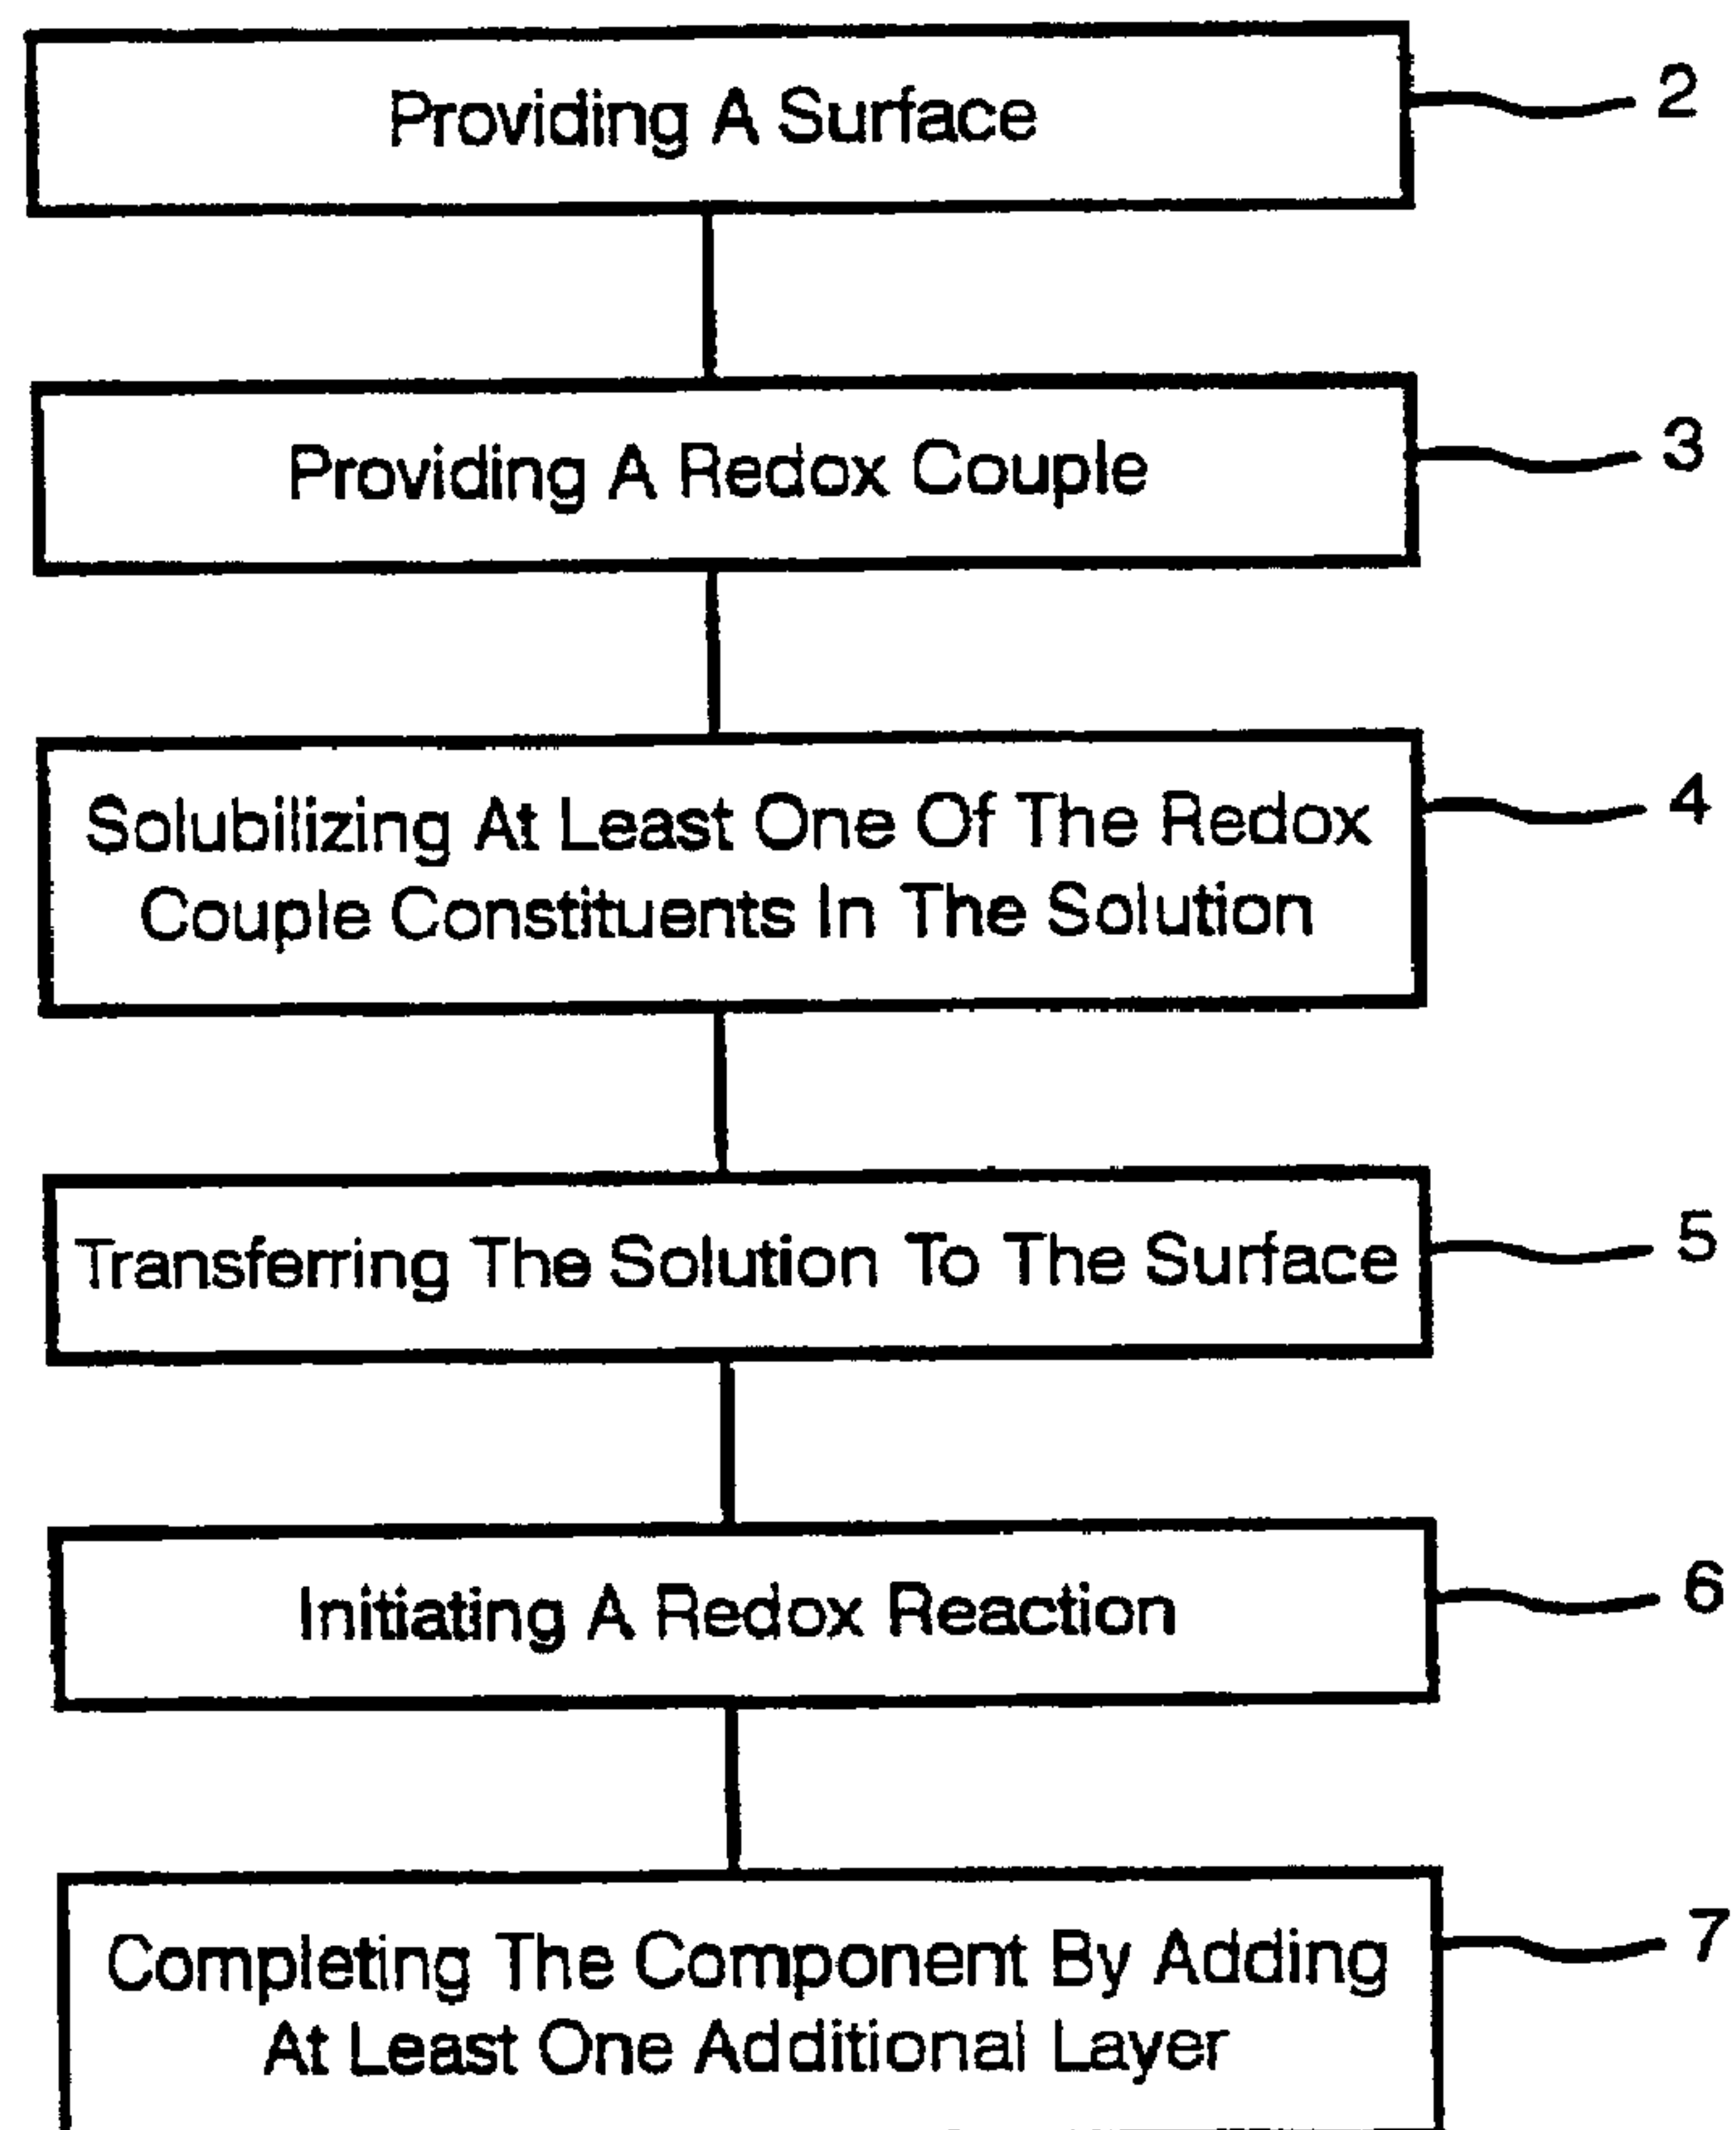 Providing A Surface
2
Providing A Redox Couple
3
Solubilizing At Least One Of The Redox
Couple Constituents In The Solution
4
Transferring The Solution To The Surface
5
Initiating A Redox Reaction
6
Completing The Component By Adding
At Least One Additional Layer
7